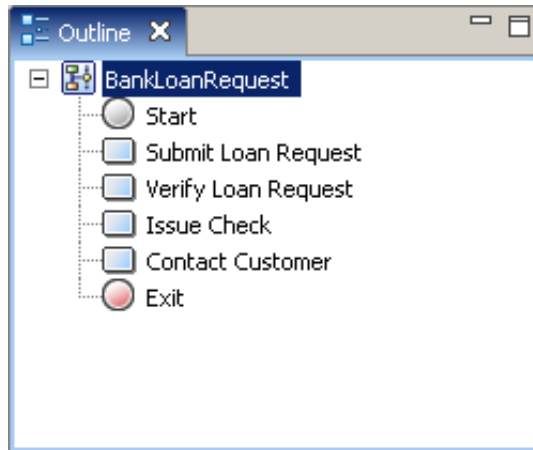 Outline
BankLoanRequest
Start
Submit Loan Request
Verify Loan Request
Issue Check
Contact Customer
Exit